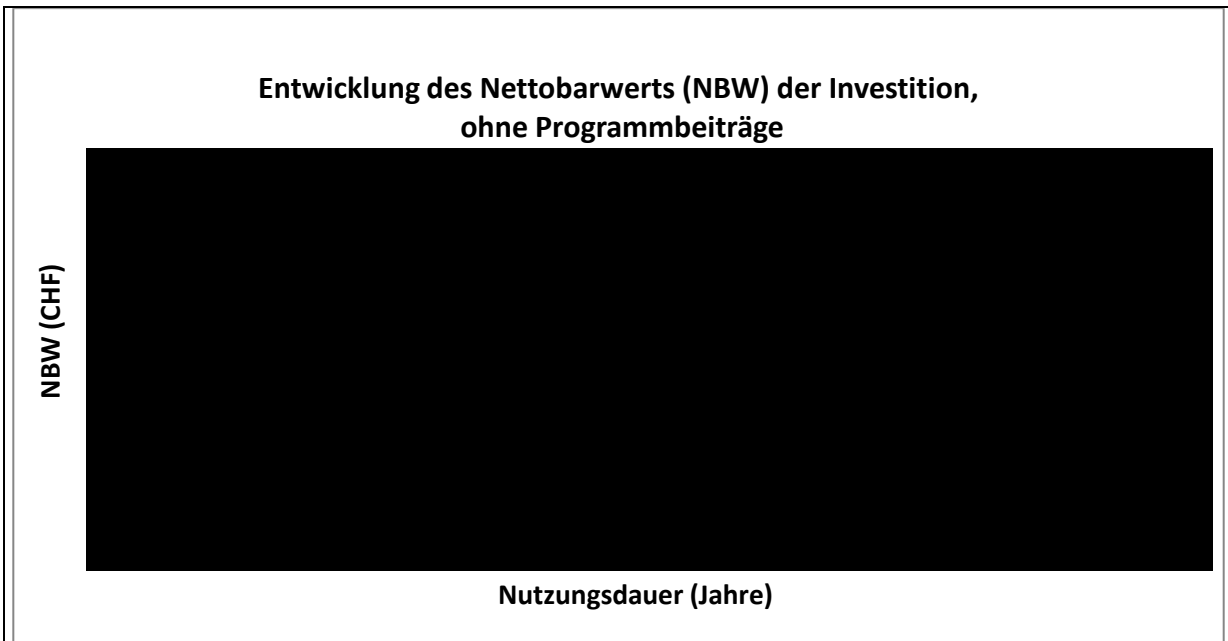 Entwicklung des Nettobarwerts (NBW) der Investition,
ohne Programmbeiträge
NBW (CHF)
Nutzungsdauer (Jahre)